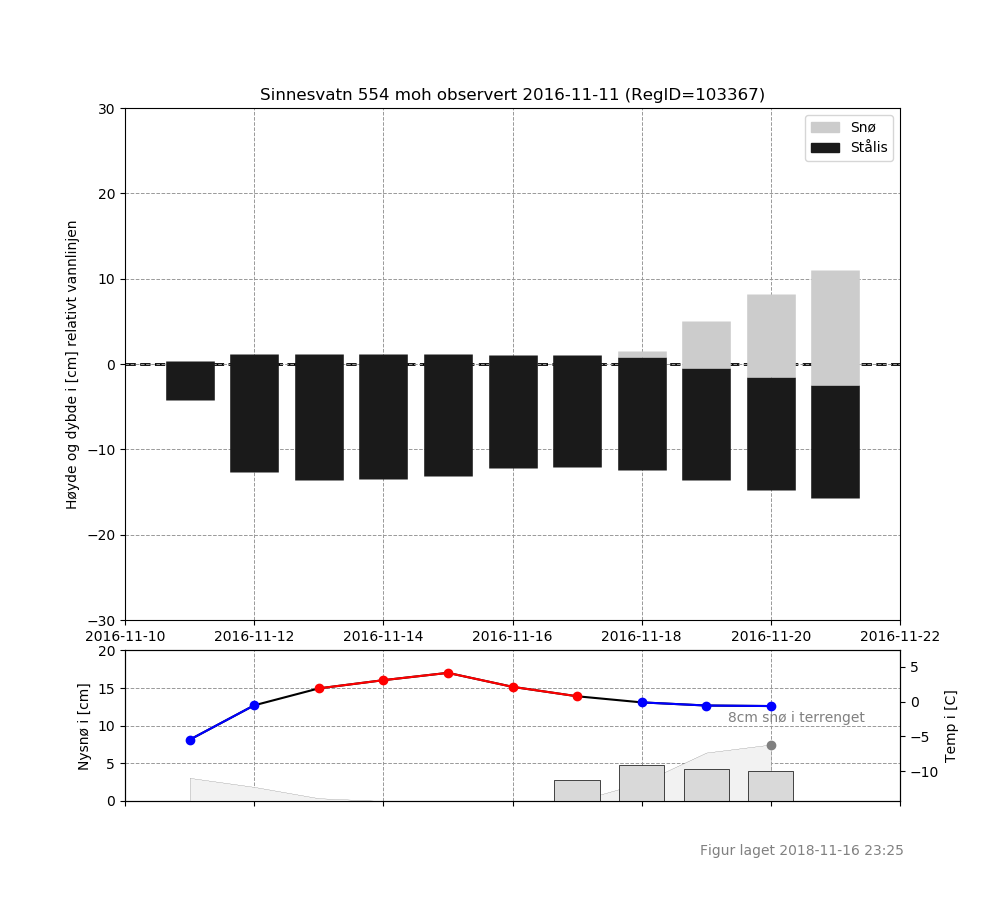 Sinnesvatn 554 moh observert 2016-11-11 (RegID=103367)
Snø
Stålis
Høyde og dybde i [cm] relativt vannlinjen
30
20
10
0
−10
−20
−30
2016-11-10 2016-11-12 2016-11-14 2016-11-16 2016-11-18 2016-11-20 2016-11-22
Nysnø i [cm]
20
15
10
5
0
8cm snø i terrenget
5
0
−5
−10
Temp i [C]
Figur laget 2018-11-16 23:25